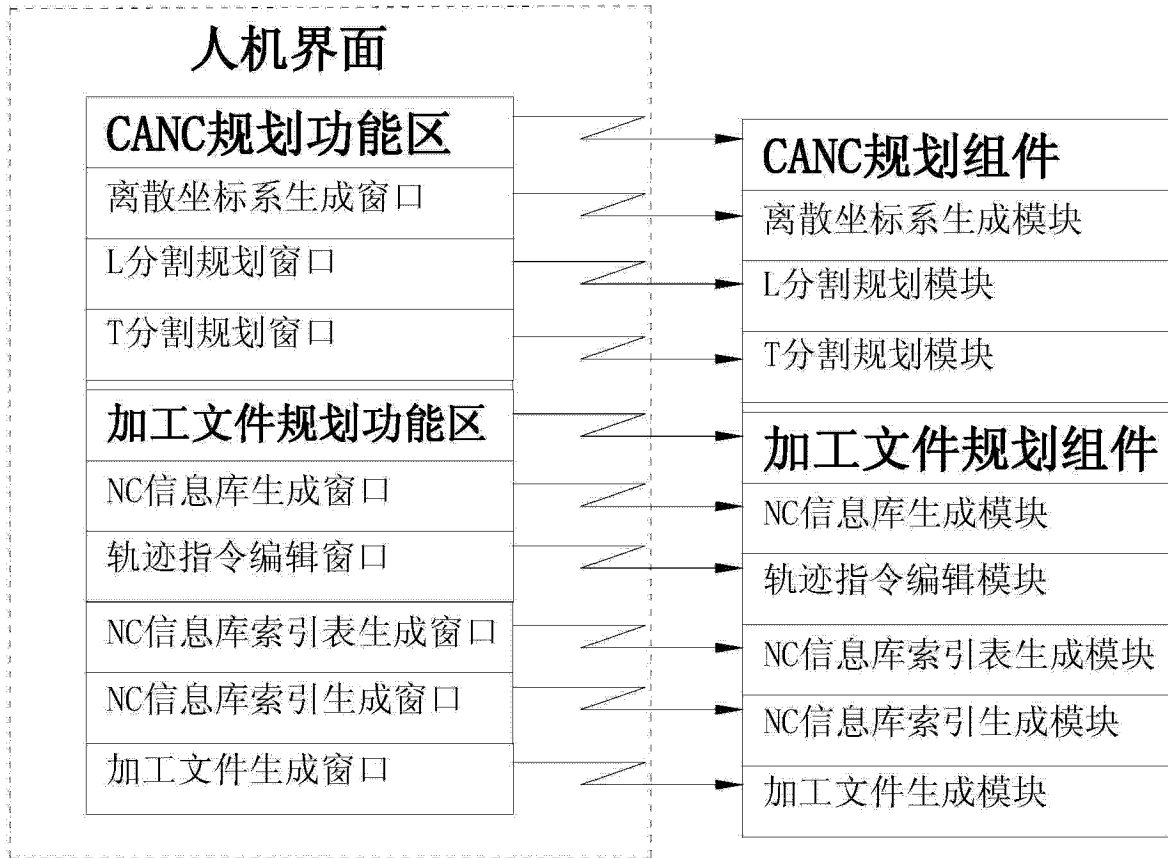 人机界面
CANC规划功能区
离散坐标系生成窗口
L分割规划窗口
T分割规划窗口
加工文件规划功能区
NC信息库生成窗口
轨迹指令编辑窗口
NC信息库索引表生成窗口
NC信息库索引生成窗口
加工文件生成窗口
CANC规划组件
离散坐标系生成模块
L分割规划模块
T分割规划模块
加工文件规划组件
NC信息库生成模块
轨迹指令编辑模块
NC信息库索引表生成模块
NC信息库索引生成模块
加工文件生成模块